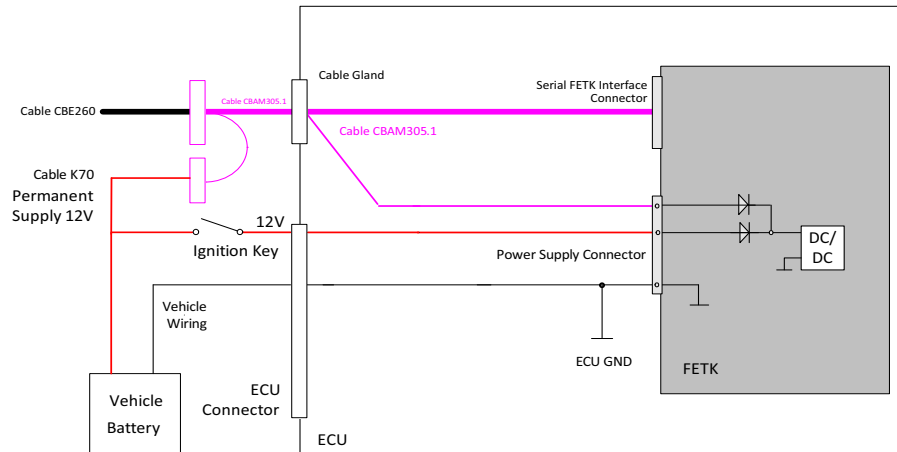 Cable Gland
Serial FETK Interface
Connector
Cable CBE260
Cable CBAM305.1
Cable CBAM305.1
Cable K70
Permanent
Supply 12V
12V
Ignition Key
Power Supply Connector
DC/
DC
Vehicle
Wiring
ECU GND
FETK
ECU
Connector
Vehicle
Battery
ECU